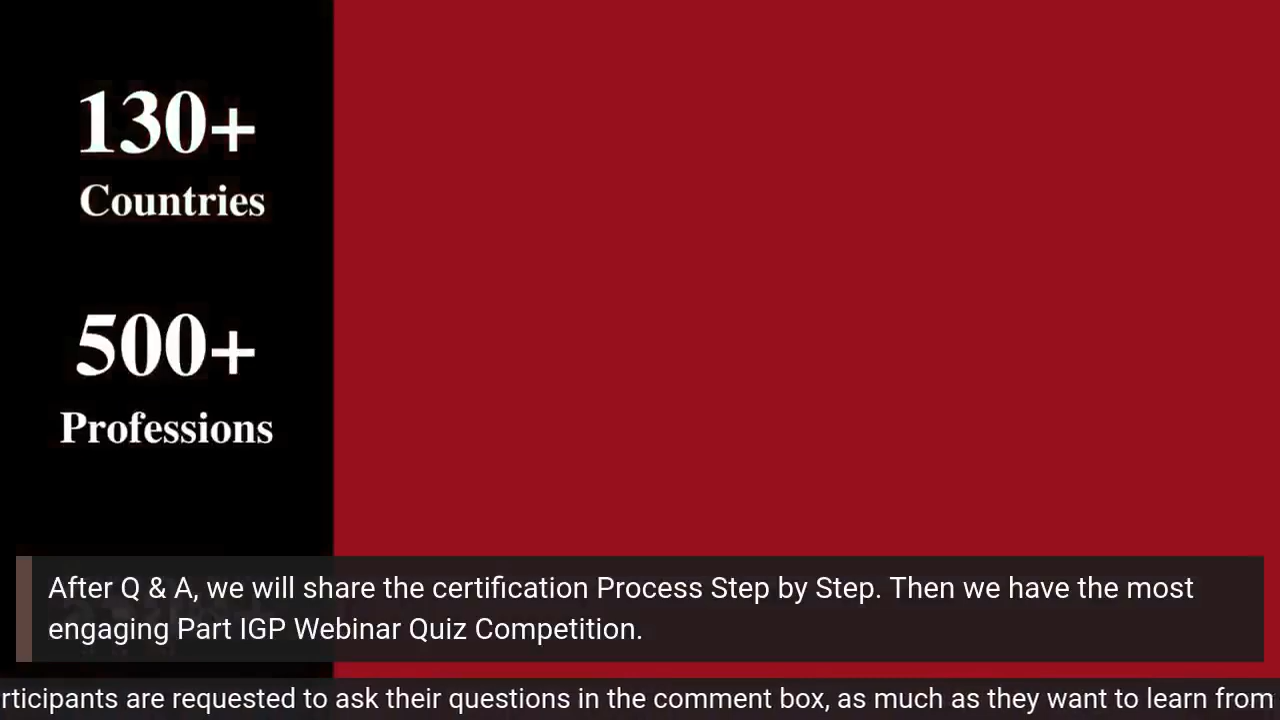 130+
Countries
500+
Professions
After Q & A, we will share the certification Process Step by Step. Then we have the most
engaging Part IGP Webinar Quiz Competition.
rticipants are requested to ask their questions in the comment box, as much as they want to learn from